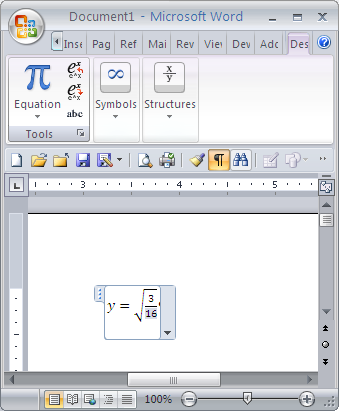 Document1 - Microsoft Word
Inse Pag Ref Mai Rev Viev Dev Adc Des
π e^x x/y
∞
e^x
abc
Equation Symbols Structures
Tools
3 4 5
y = √(3/16)
100%